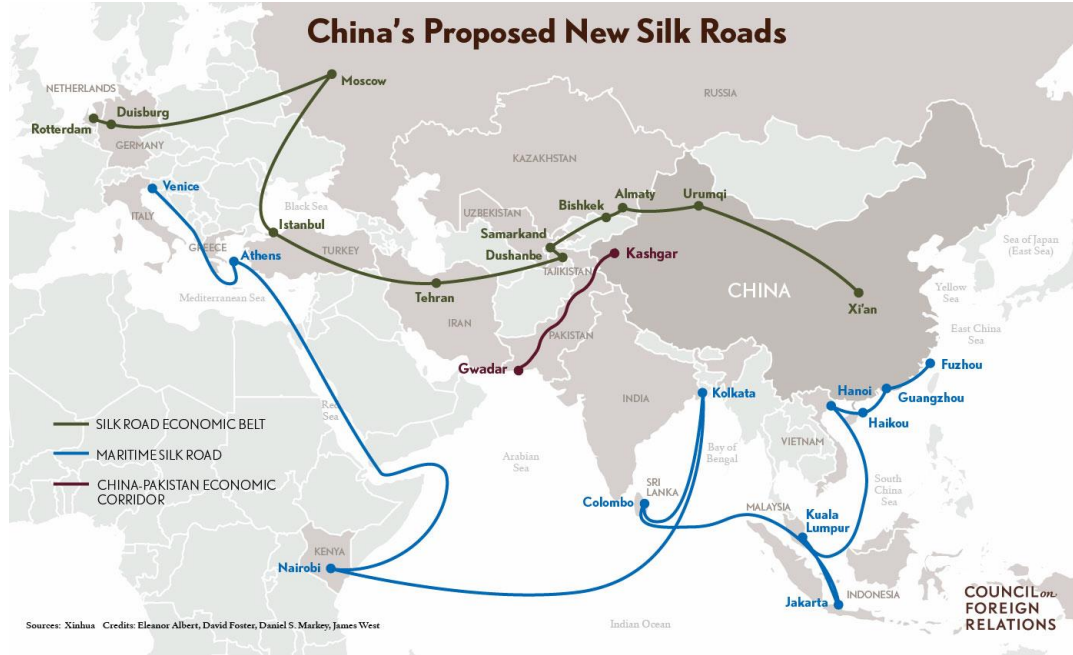 China's Proposed New Silk Roads
NETHERLANDS
Moscow
RUSSIA
Duisburg
Rotterdam
GERMANY
KAZAKHSTAN
Venice
Almaty
Urumqi
Bishkek
ITALY
Black Sea
UZBEKISTAN
Istanbul
Samarkand
GREECE
TURKEY
Athens
Dushanbe
Kashgar
TAJIKISTAN
Sea of Japan
(East Sea)
Mediterranean Sea
Tehran
CHINA
Yellow
Sea
Xi'an
IRAN
PAKISTAN
East China
Sea
Gwadar
Fuzhou
Kolkata
Hanoi
Guangzhou
INDIA
Haikou
Red
Sea
SILK ROAD ECONOMIC BELT
MARITIME SILK ROAD
CHINA-PAKISTAN ECONOMIC
CORRIDOR
Arabian
Sea
Bay of
Bengal
VIETNAM
SRI
LANKA
South
China
Sea
Colombo
MALAYSIA
Kuala
Lumpur
KENYA
Nairobi
Jakarta
INDONESIA
Indian Ocean
COUNCIL on
FOREIGN
RELATIONS
Sources: Xinhua Credits: Eleanor Albert, David Foster, Daniel S. Markey, James West